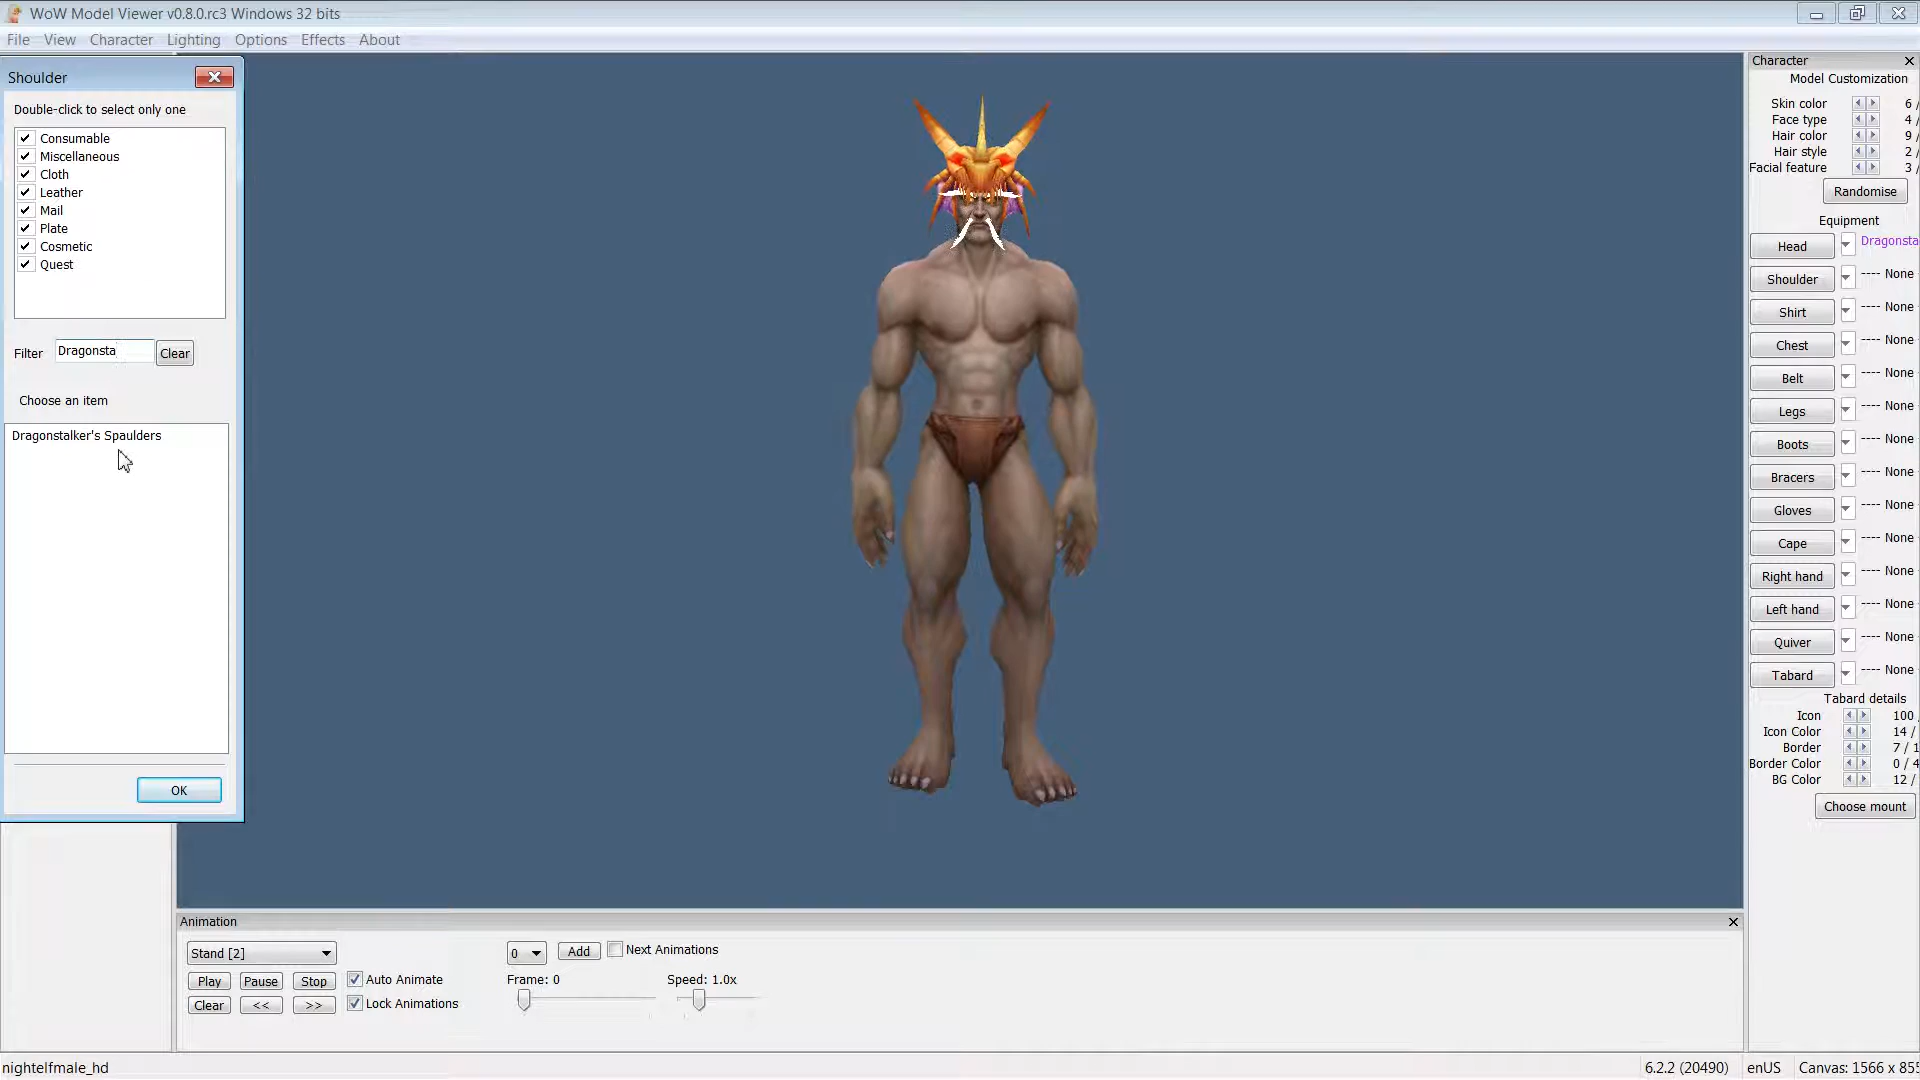 WoW Model Viewer v0.8.0.rc3 Windows 32 bits
File View Character Lighting Options Effects About
Shoulder
Double-click to select only one
Consumable
Miscellaneous
Cloth
Leather
Mail
Plate
Cosmetic
Quest
Filter Dragonsta Clear
Choose an item
Dragonstalker's Spaulders
OK
Character
Model Customization
Skin color 6 /
Face type 4 /
Hair color 9 /
Hair style 2 /
Facial feature 3 /
Randomise
Equipment
Head Dragonsta
Shoulder ---- None
Shirt ---- None
Chest ---- None
Belt ---- None
Legs ---- None
Boots ---- None
Bracers ---- None
Gloves ---- None
Cape ---- None
Right hand ---- None
Left hand ---- None
Quiver ---- None
Tabard ---- None
Tabard details
Icon 100
Icon Color 14 /
Border 7 / 1
Border Color 0 / 4
BG Color 12 /
Choose mount
Animation
Stand [2] 0 Add Next Animations
Play Pause Stop Auto Animate Frame: 0 Speed: 1.0x
Clear << >> Lock Animations
nightelfmale_hd 6.2.2 (20490) enUS Canvas: 1566 x 855